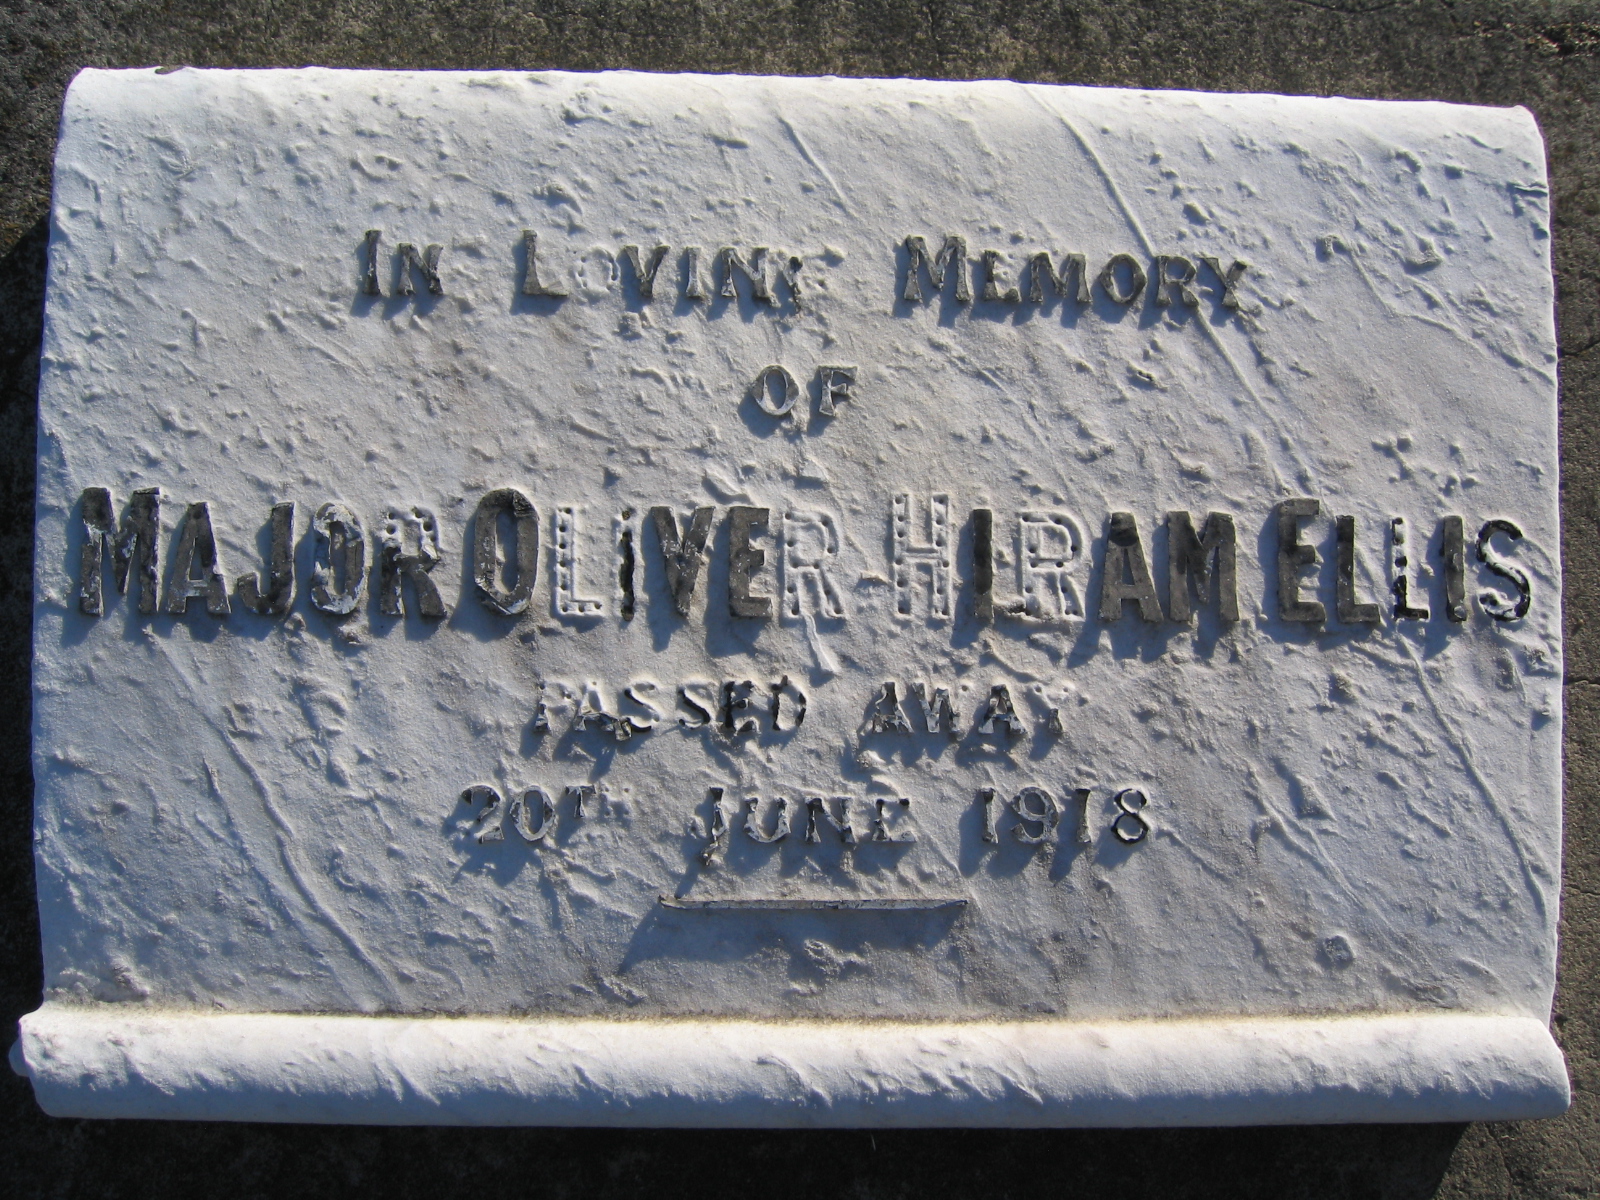 IN LOVING MEMORY
OF
MAJOR OLIVER HIRAM ELLIS
PASSED AWAY
20TH JUNE 1918